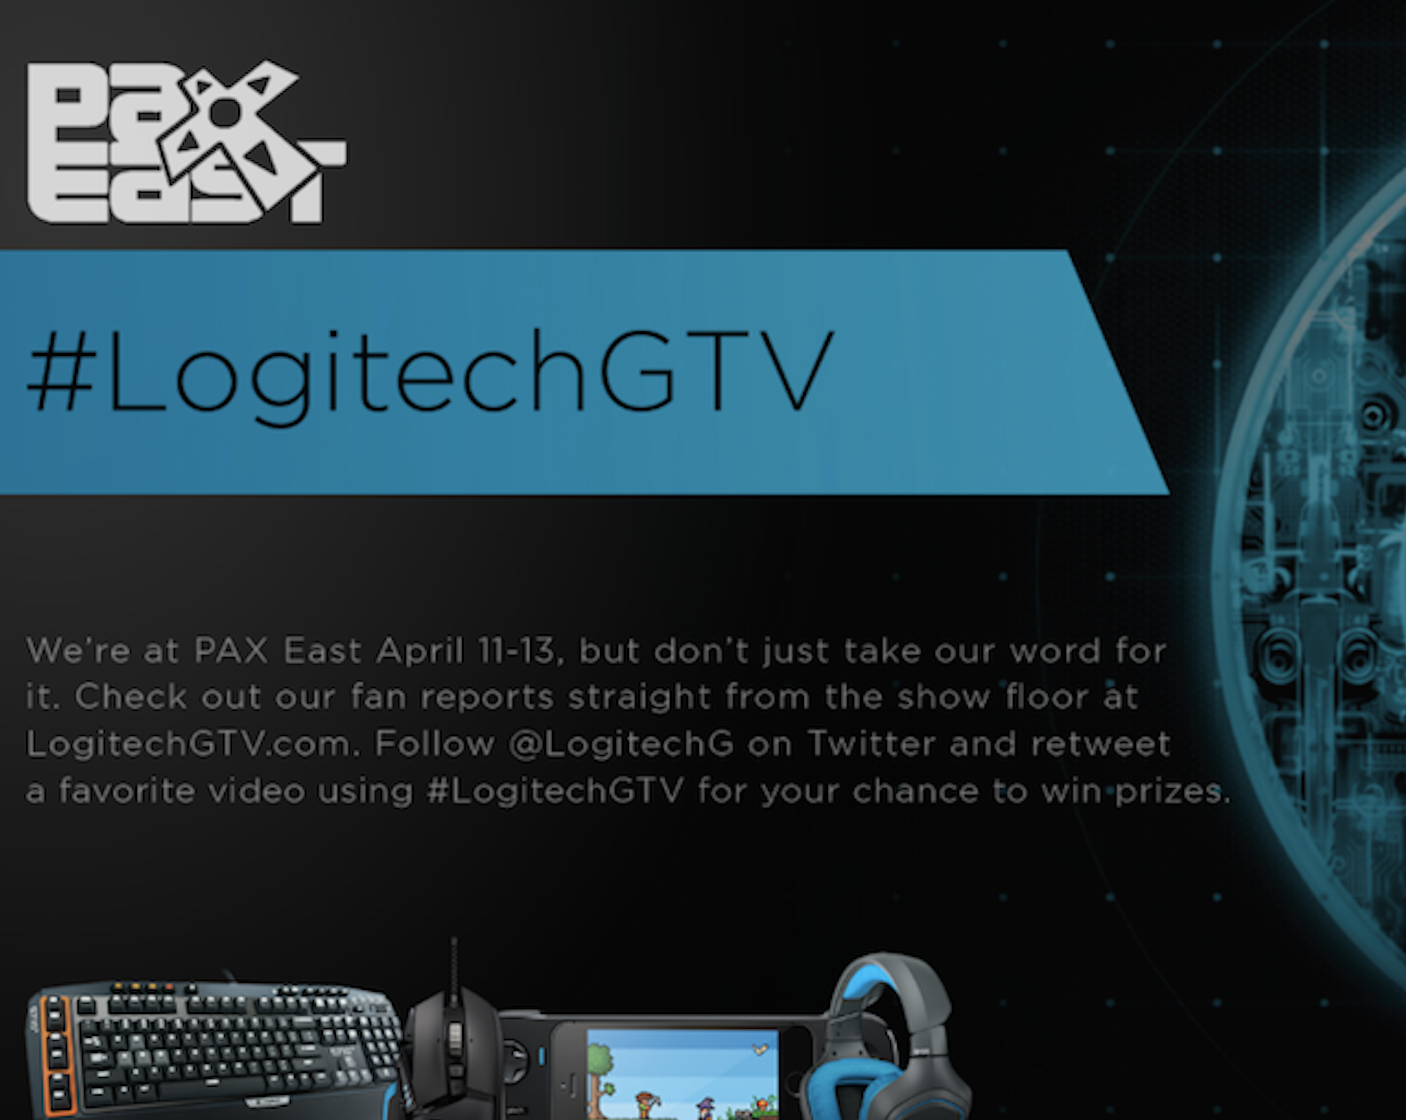 PAX
EAST
#LogitechGTV
We're at PAX East April 11-13, but don't just take our word for
it. Check out our fan reports straight from the show floor at
LogitechGTV.com. Follow @LogitechG on Twitter and retweet
a favorite video using #LogitechGTV for your chance to win prizes.